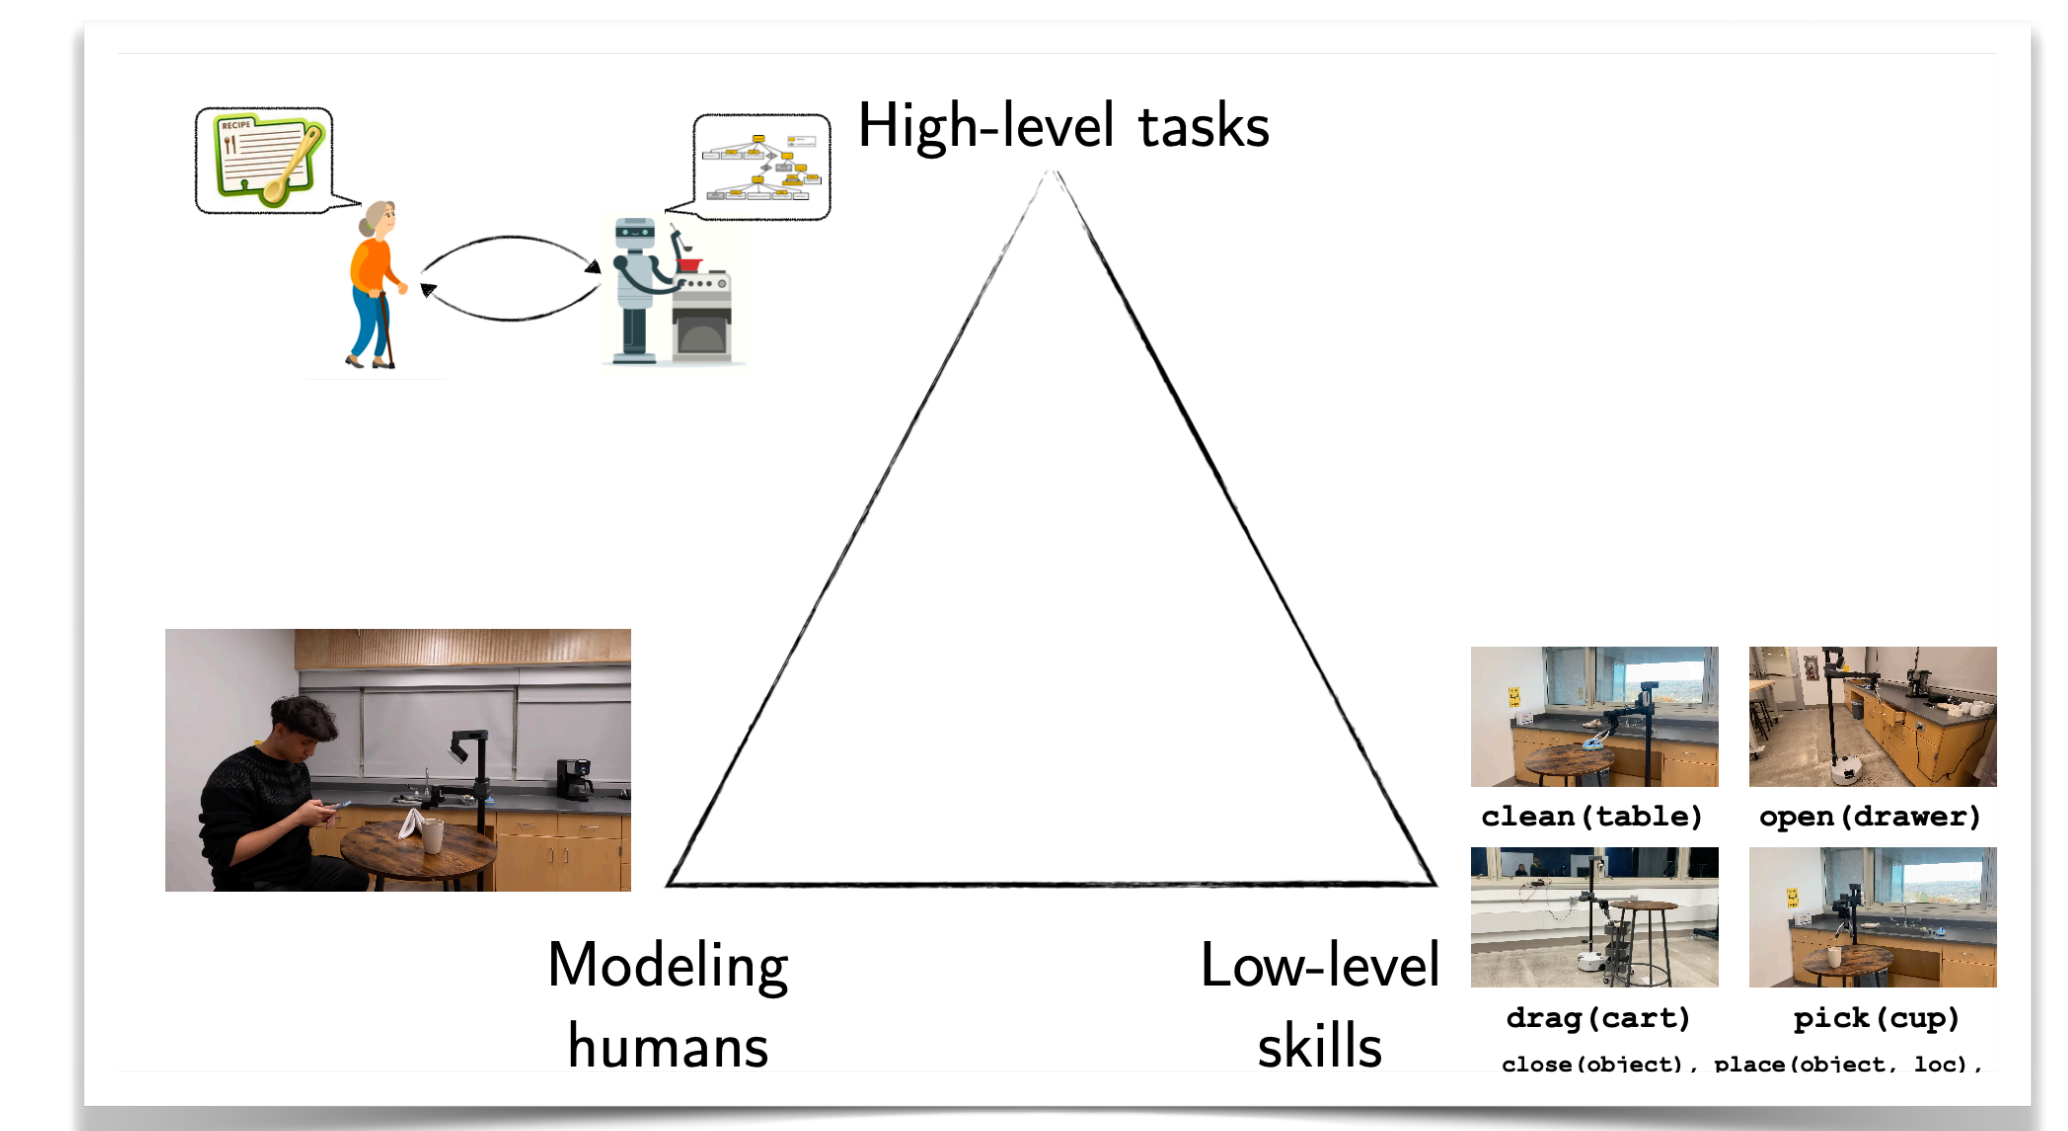 High-level tasks
RECIPE
Modeling
humans
Low-level
skills
clean(table)
open(drawer)
drag(cart)
pick(cup)
close(object), place(object, loc),